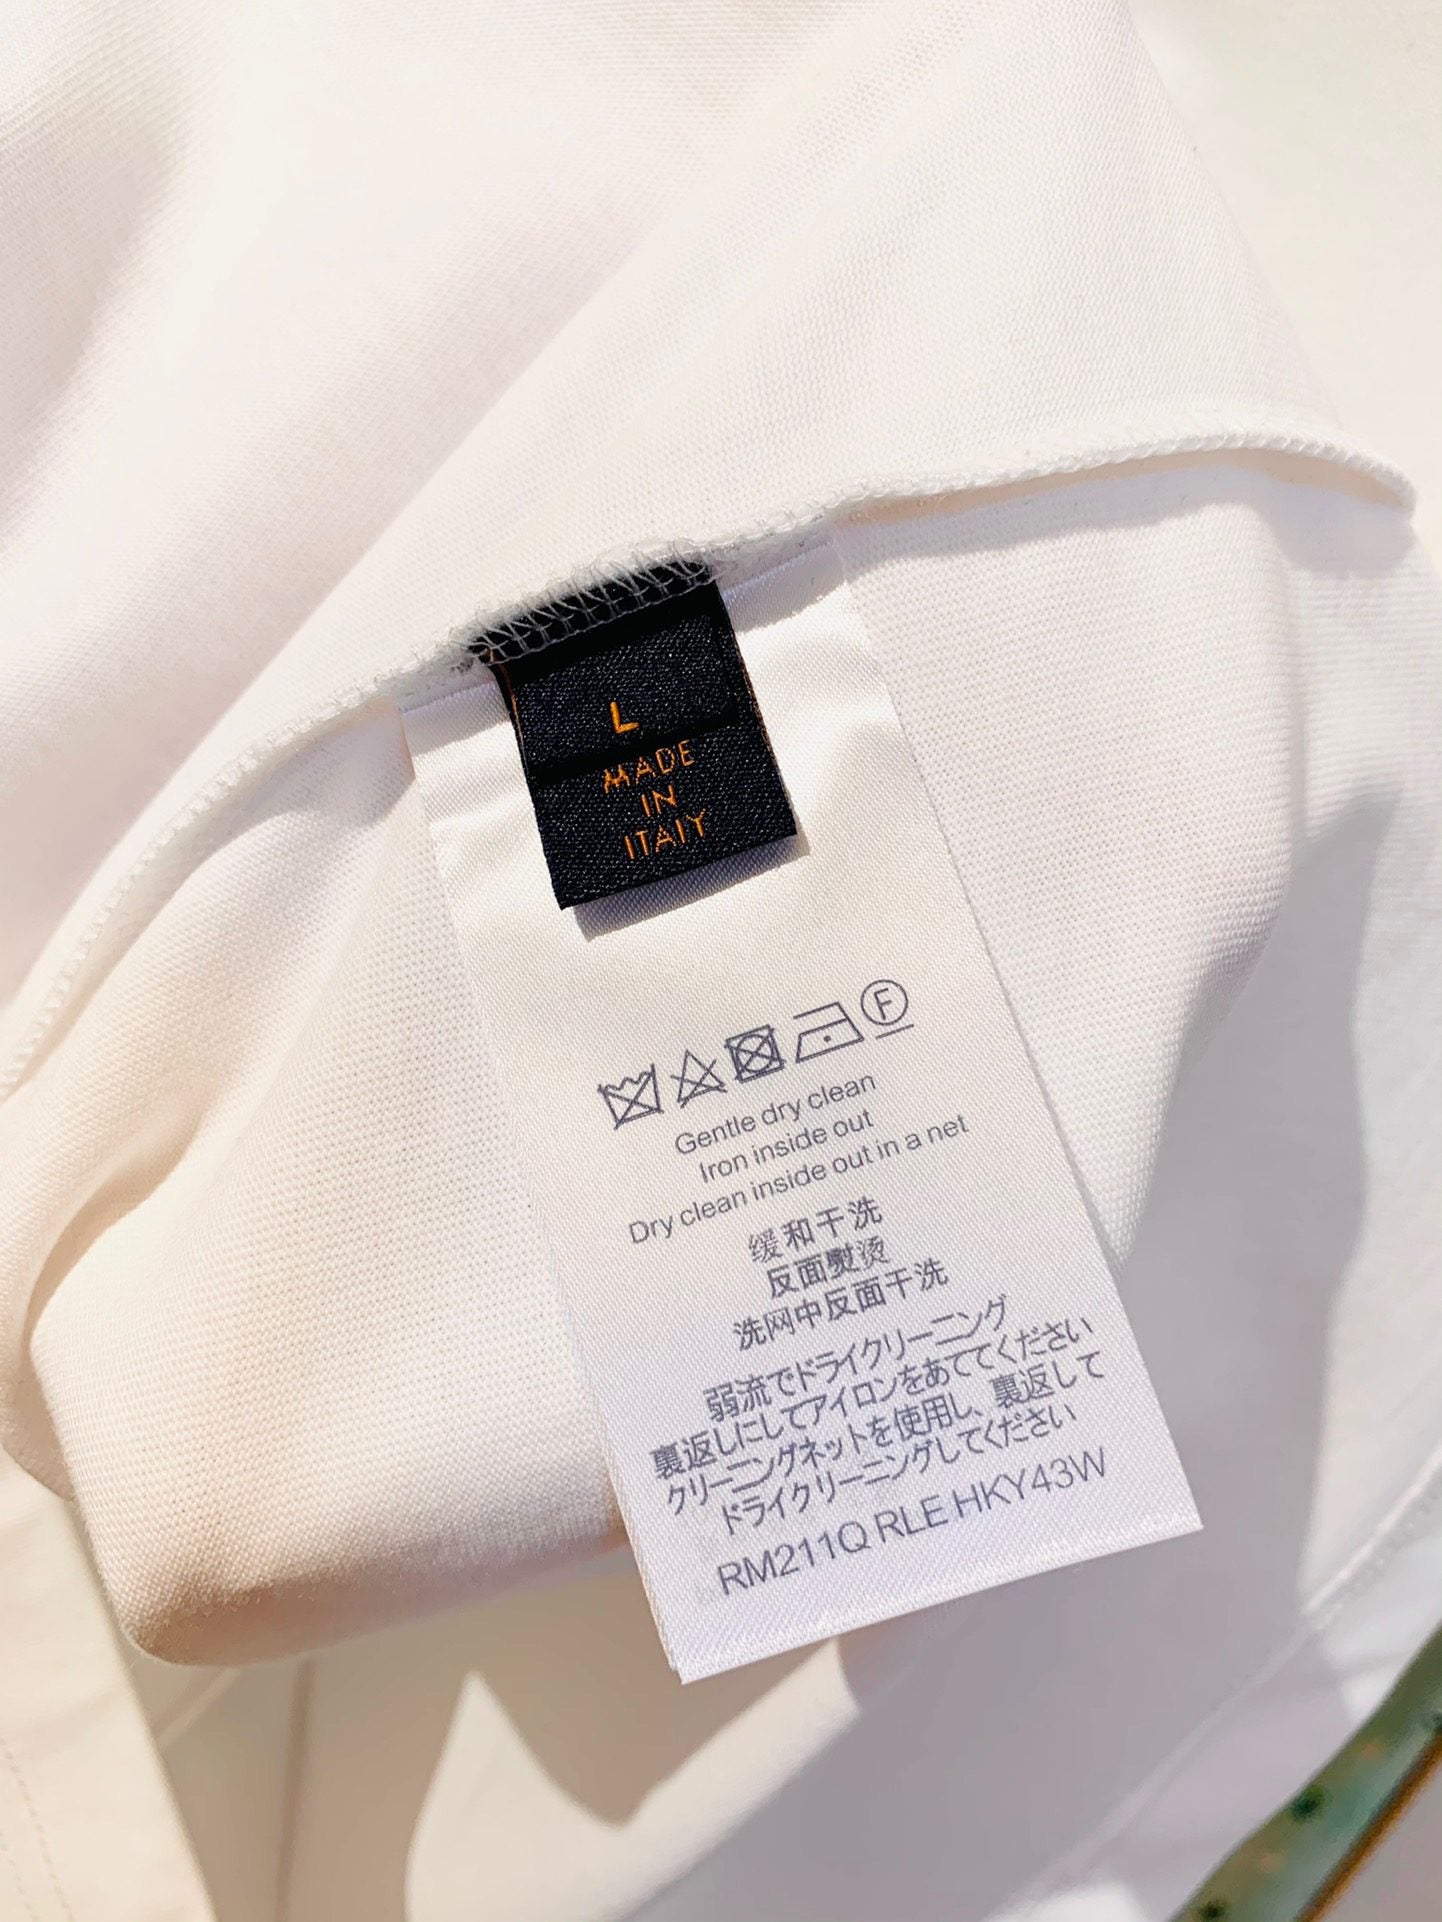 L
MADE
IN
ITALY
F
Gentle dry clean
Iron inside out
Dry clean inside out in a net
缓和干洗
反面熨烫
洗网中反面干洗
弱流でドライクリーニング
裏返しにしてアイロンをあててください
クリーニングネットを使用し、裏返して
ドライクリーニングしてください
RM211Q RLE HKY43W